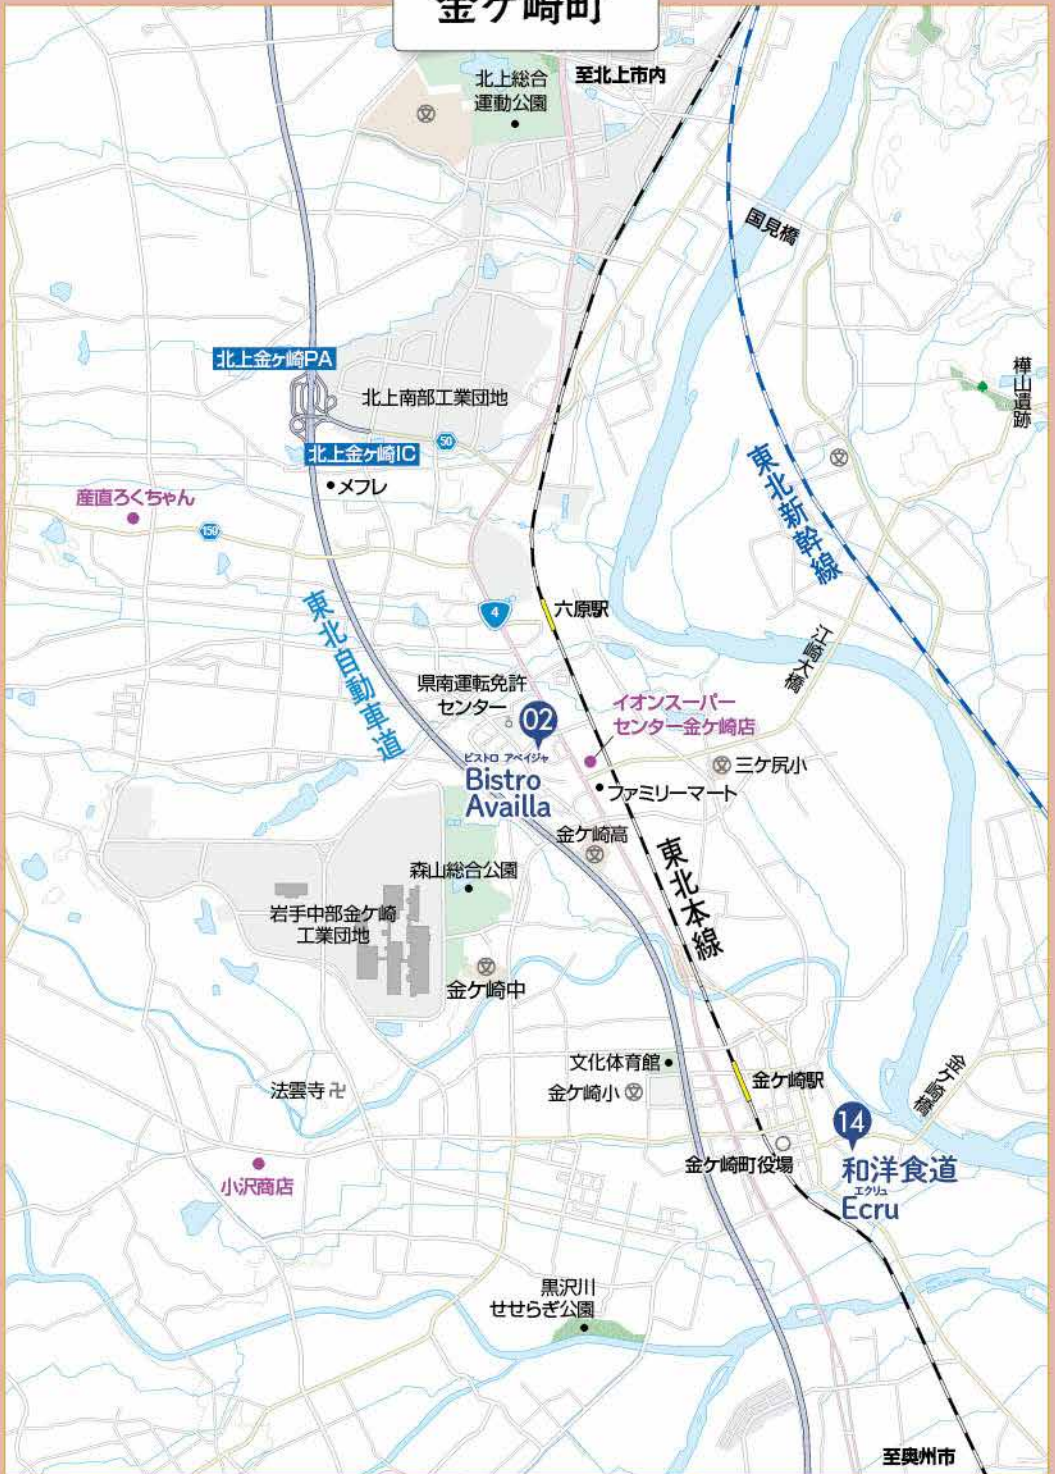 金ケ崎町
北上総合
運動公園
至北上市内
国見橋
北上金ヶ崎PA
北上南部工業団地
樺山遺跡
50
北上金ヶ崎IC
メフレ
東北新幹線
産直ろくちゃん
159
4
六原駅
東北自動車道
江崎大橋
県南運転免許
センター
02
イオンスーパー
センター金ケ崎店
ビストロ アベイジャ
Bistro
Availla
三ケ尻小
ファミリーマート
金ケ崎高
東北本線
森山総合公園
岩手中部金ケ崎
工業団地
金ケ崎中
文化体育館
金ケ崎駅
金ケ崎橋
法雲寺
金ケ崎小
14
金ケ崎町役場
和洋食道
エクリュ
Ecru
小沢商店
黒沢川
せせらぎ公園
至奥州市